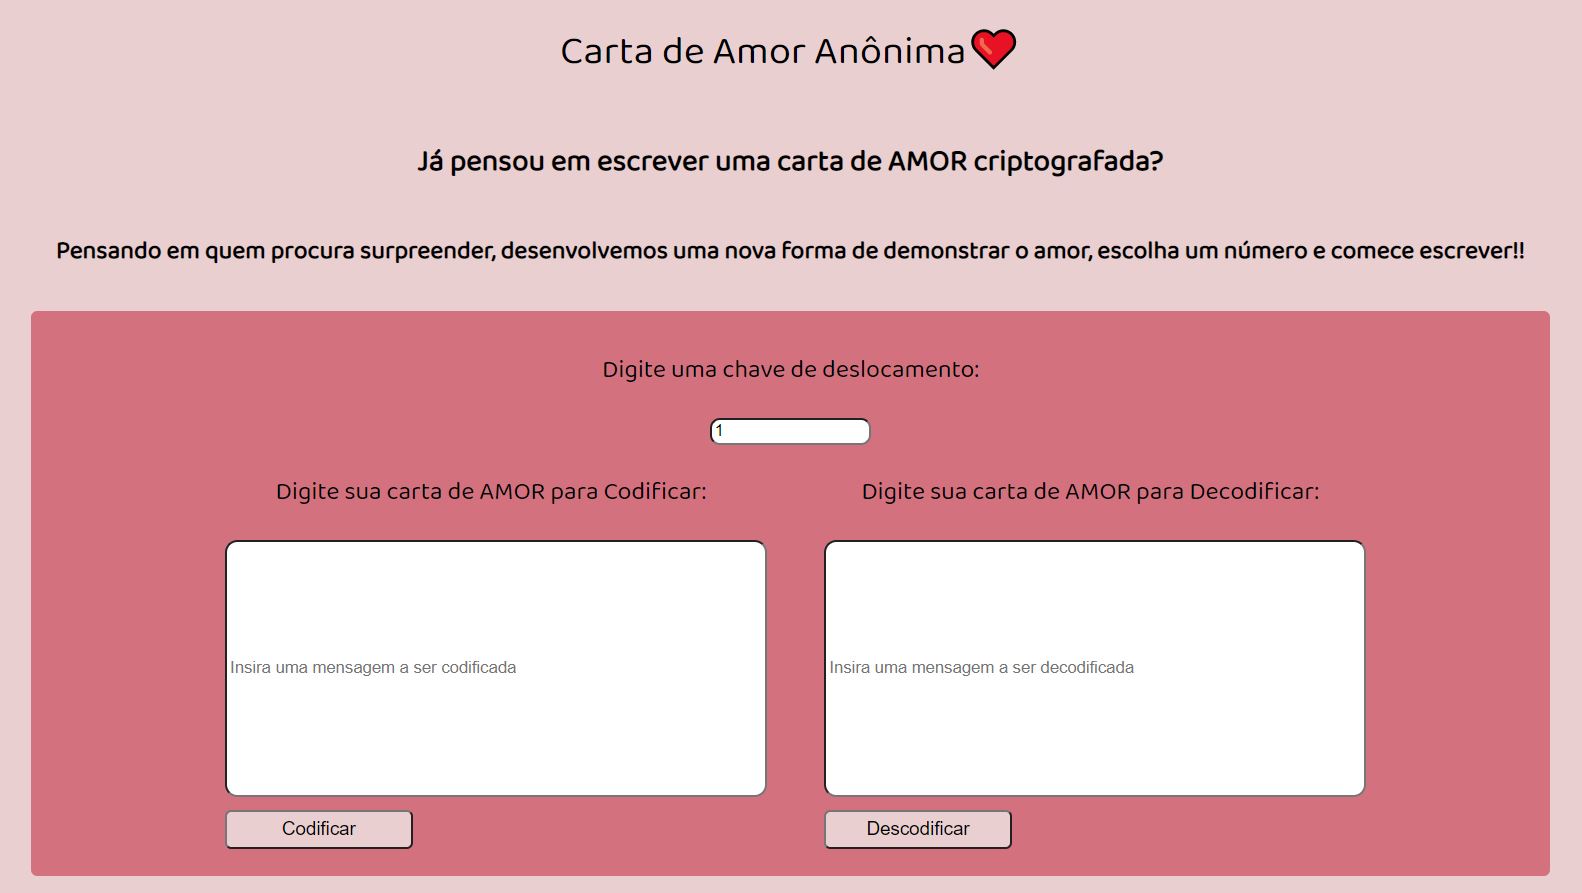 Carta de Amor Anônima
Já pensou em escrever uma carta de AMOR criptografada?
Pensando em quem procura surpreender, desenvolvemos uma nova forma de demonstrar o amor, escolha um número e comece escrever!!
Digite uma chave de deslocamento:
1
Digite sua carta de AMOR para Codificar:
Digite sua carta de AMOR para Decodificar:
Insira uma mensagem a ser codificada
Insira uma mensagem a ser decodificada
Codificar
Descodificar